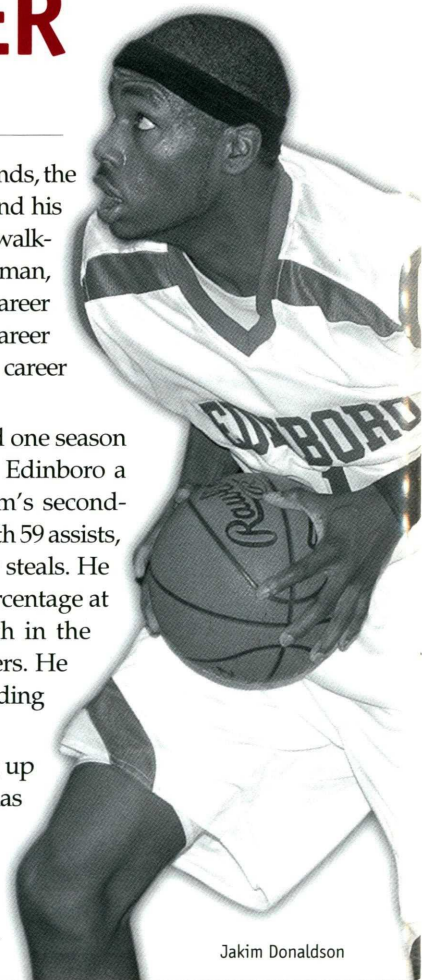 ER
nds, the
nd his
walk-
man,
areer
areer
career
l one season
Edinboro a
m's second-
th 59 assists,
steals. He
rcentage at
h in the
ers. He
ding
up
as
EDINBORO
1
Rawlings
Jakim Donaldson